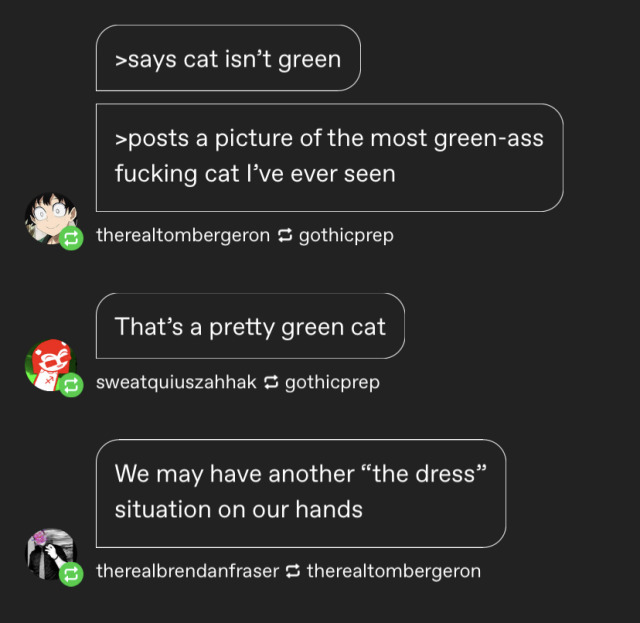 >says cat isn’t green
>posts a picture of the most green-ass
fucking cat I’ve ever seen
therealtombergeron gothicprep
That’s a pretty green cat
sweatquiuszahhak gothicprep
We may have another “the dress”
situation on our hands
therealbrendanfraser therealtombergeron